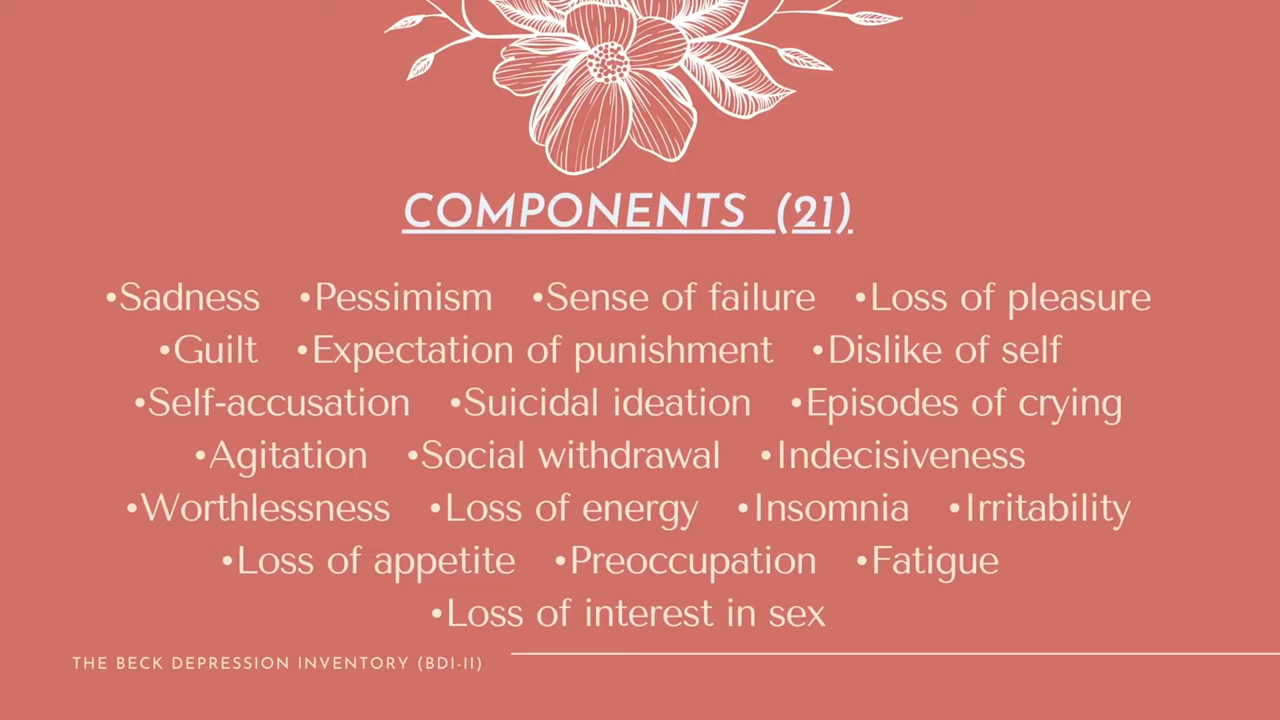 COMPONENTS (21)
•Sadness •Pessimism •Sense of failure •Loss of pleasure
•Guilt •Expectation of punishment •Dislike of self
•Self-accusation •Suicidal ideation •Episodes of crying
•Agitation •Social withdrawal •Indecisiveness
•Worthlessness •Loss of energy •Insomnia •Irritability
•Loss of appetite •Preoccupation •Fatigue
•Loss of interest in sex
THE BECK DEPRESSION INVENTORY (BDI-II)